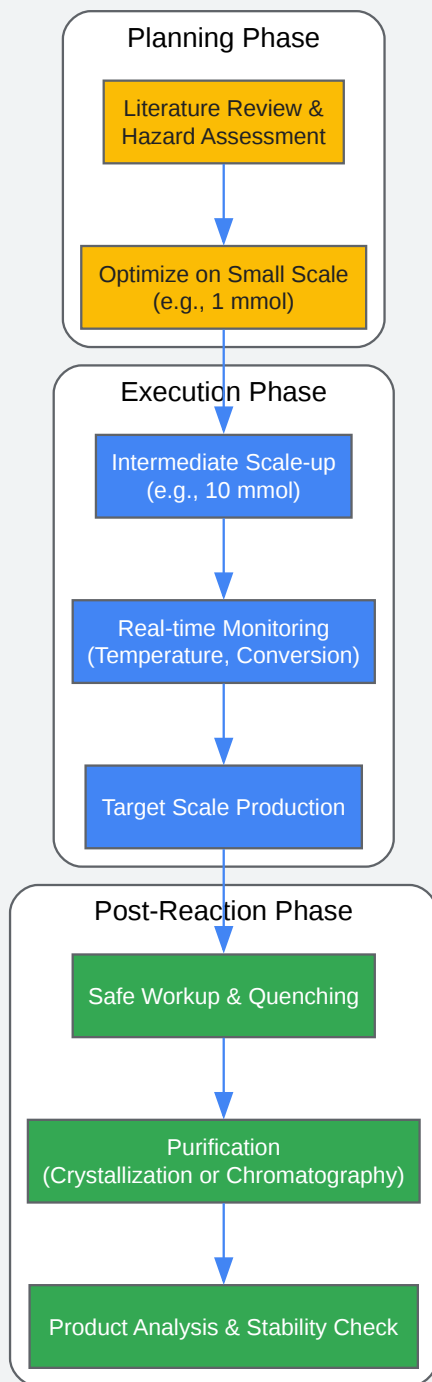 Planning Phase
Literature Review &
Hazard Assessment
Optimize on Small Scale
(e.g., 1 mmol)
Execution Phase
Intermediate Scale-up
(e.g., 10 mmol)
Real-time Monitoring
(Temperature, Conversion)
Target Scale Production
Post-Reaction Phase
Safe Workup & Quenching
Purification
(Crystallization or Chromatography)
Product Analysis & Stability Check